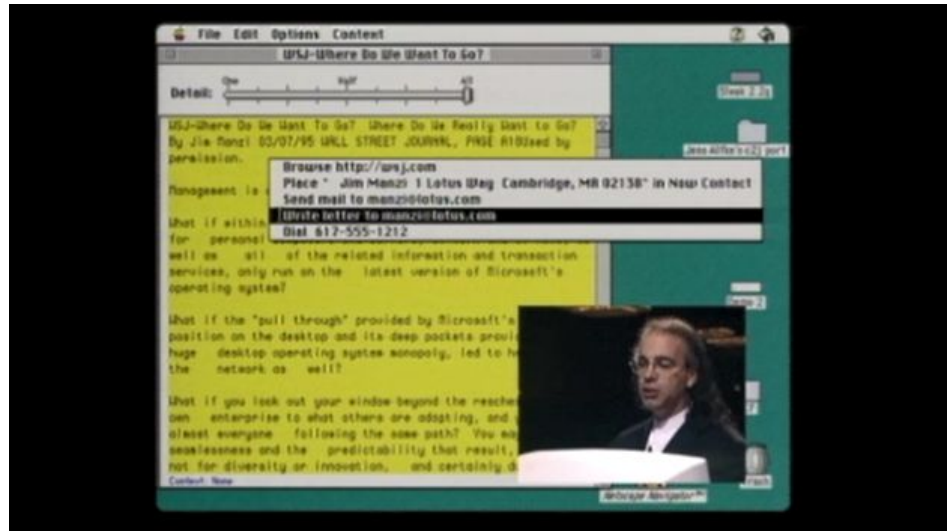 File Edit Options Context
WSJ-Where Do We Want To Go?
One Half All
Detail:
WSJ-Where Do We Want To Go? Where Do We Really Want to Go?
By Jim Manzi 03/07/95 WALL STREET JOURNAL, PAGE A18Used by
permission.
Browse http://wsj.com
Place " Jim Manzi 1 Lotus Way Cambridge, MA 02138" in Now Contact
Send mail to manzi@lotus.com
Write letter to manzi@lotus.com
Dial 617-555-1212
Management is
What if within
for personal
well as all of the related information and transaction
services, only run on the latest version of Microsoft's
operating system?
What if the "pull through" provided by Microsoft's
position on the desktop and its deep pockets
huge desktop operating system monopoly, led to
the network as well?
What if you look out your window beyond the
own enterprise to what others are adopting, and
almost everyone following the same path? You
seamlessness and the predictability that result,
not for diversity or innovation, and certainly
Context: None
Demo 2
Trash
Netscape Navigator™